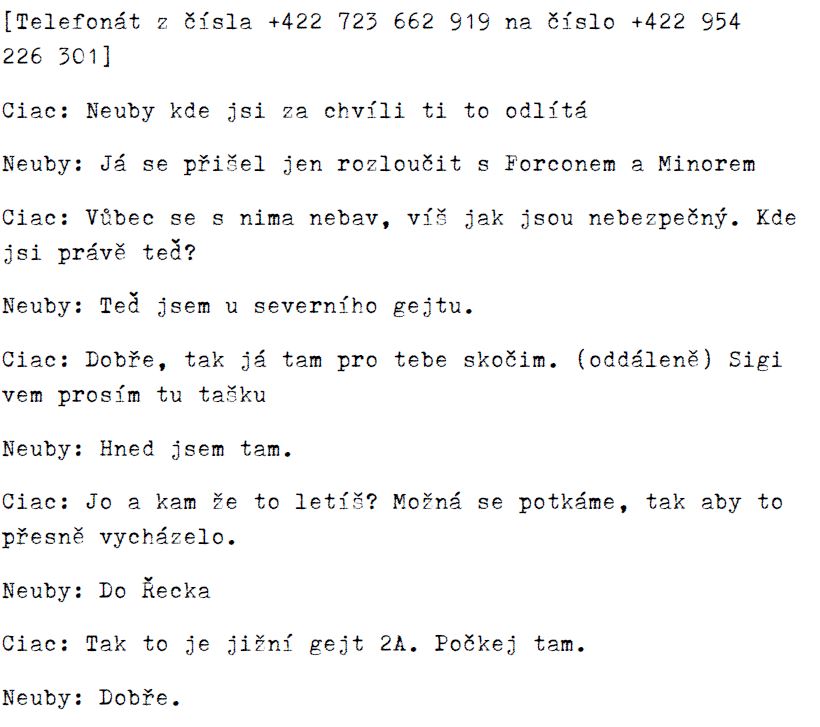 [Telefonát z čísla +422 723 662 919 na číslo +422 954
226 301]
Ciac: Neuby kde jsi za chvíli ti to odlítá
Neuby: Já se přišel jen rozloučit s Forconem a Minorem
Ciac: Vůbec se s nima nebav, víš jak jsou nebezpečný. Kde
jsi právě teď?
Neuby: Teď jsem u severního gejtu.
Ciac: Dobře, tak já tam pro tebe skočim. (oddáleně) Sigi
vem prosím tu tašku
Neuby: Hned jsem tam.
Ciac: Jo a kam že to letíš? Možná se potkáme, tak aby to
přesně vycházelo.
Neuby: Do Řecka
Ciac: Tak to je jižní gejt 2A. Počkej tam.
Neuby: Dobře.